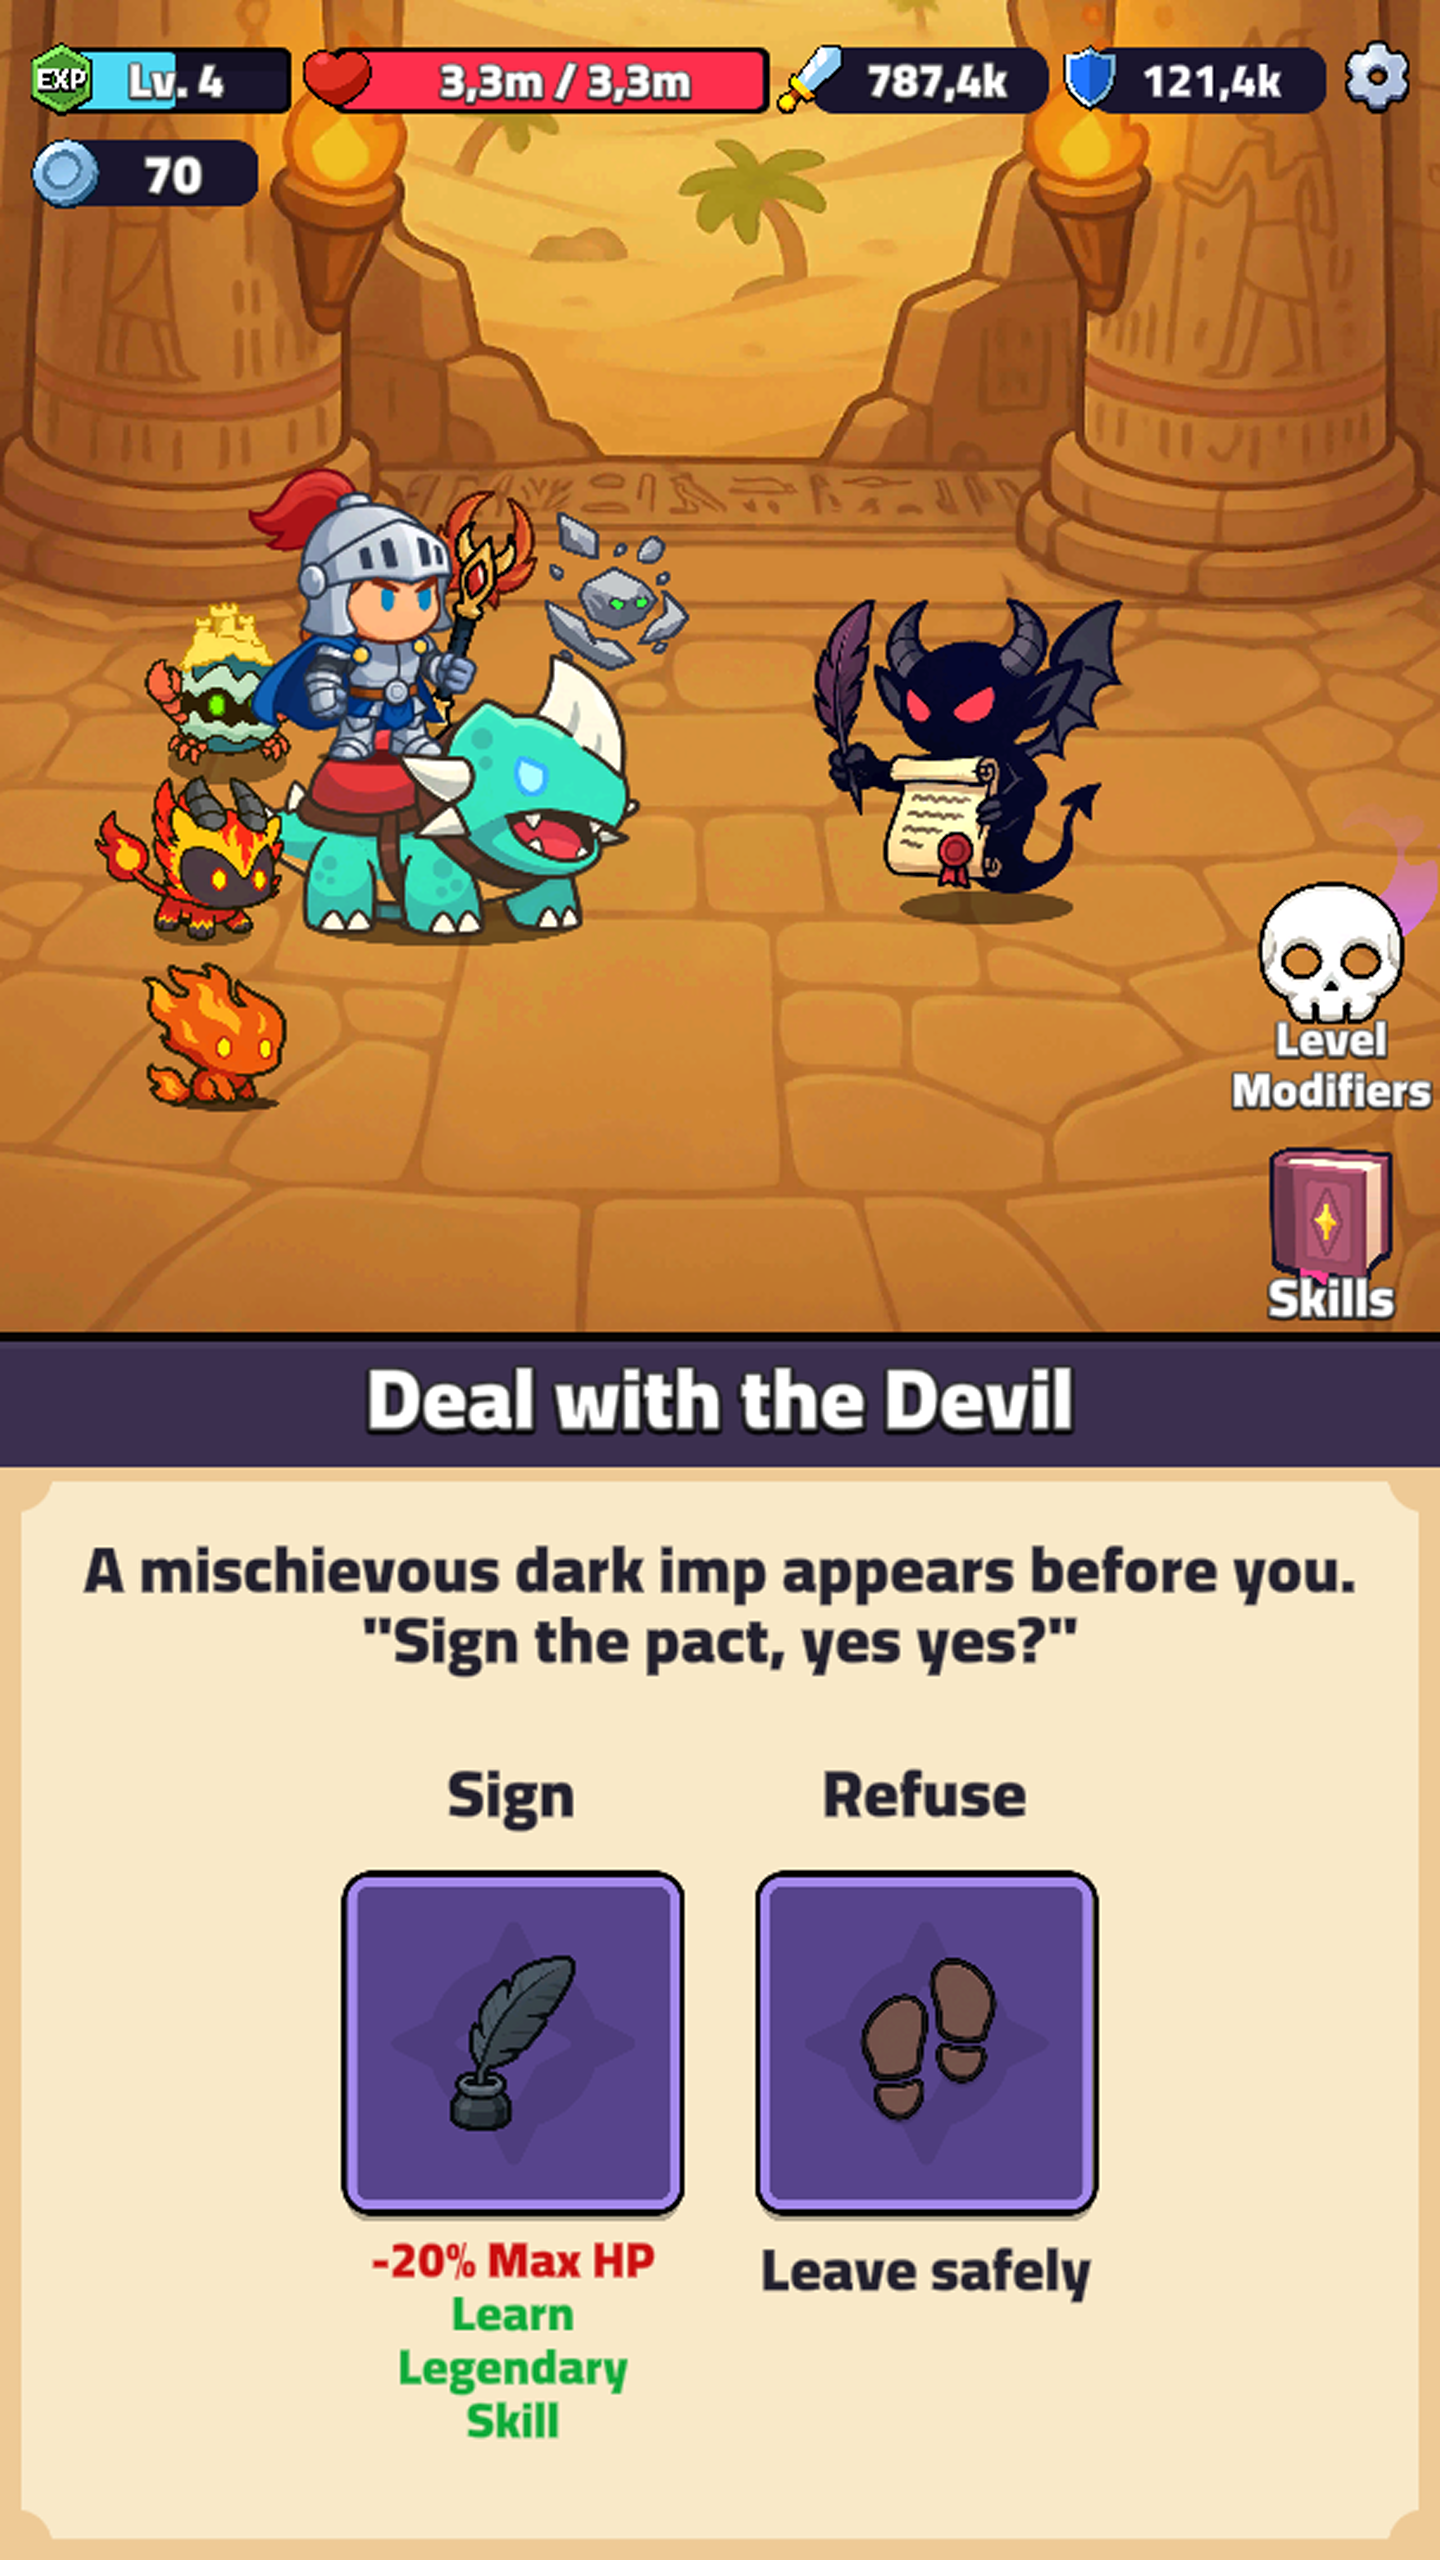 EXP Lv. 4 3,3m / 3,3m 787,4k 121,4k
70
Level
Modifiers
Skills
Deal with the Devil
A mischievous dark imp appears before you.
"Sign the pact, yes yes?"
Sign Refuse
-20% Max HP Leave safely
Learn
Legendary
Skill